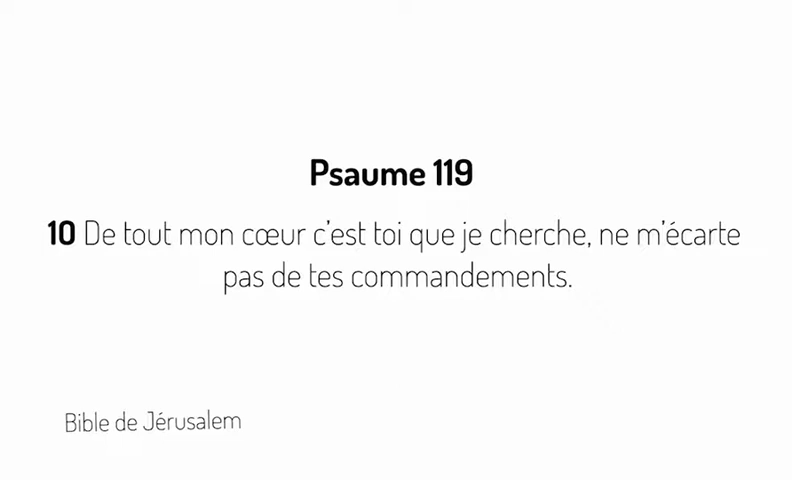 Psaume 119
10 De tout mon cœur c’est toi que je cherche, ne m’écarte
pas de tes commandements.
Bible de Jérusalem